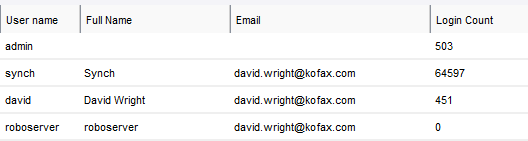 User name Full Name Email Login Count
admin 503
synch Synch david.wright@kofax.com 64597
david David Wright david.wright@kofax.com 451
roboserver roboserver david.wright@kofax.com 0